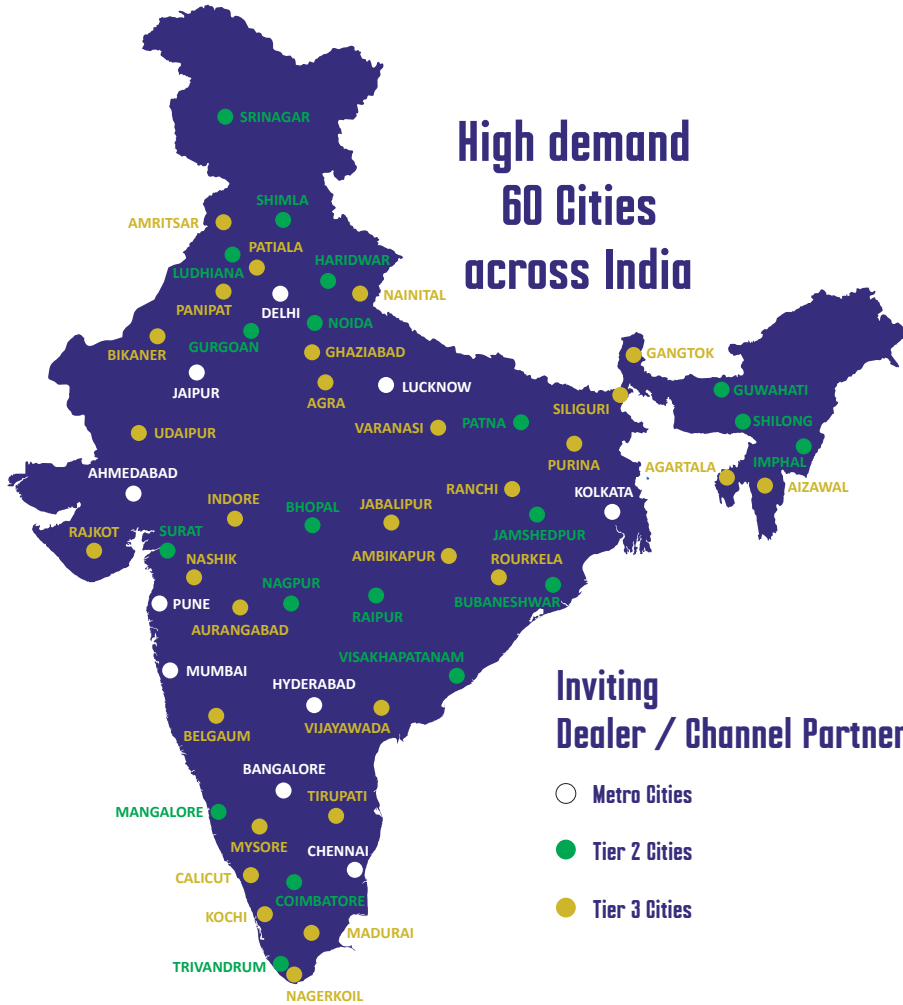 SRINAGAR
High demand
60 Cities
across India
SHIMLA
AMRITSAR
PATIALA
LUDHIANA
HARIDWAR
PANIPAT
DELHI
NAINITAL
BIKANER
GURGOAN
NOIDA
GHAZIABAD
GANGTOK
JAIPUR
AGRA
LUCKNOW
SILIGURI
GUWAHATI
UDAIPUR
VARANASI
PATNA
SHILONG
PURINA
AGARTALA
IMPHAL
AHMEDABAD
RANCHI
KOLKATA
AIZAWAL
INDORE
BHOPAL
JABALIPUR
RAJKOT
SURAT
JAMSHEDPUR
NASHIK
AMBIKAPUR
ROURKELA
NAGPUR
PUNE
RAIPUR
BUBANESHWAR
AURANGABAD
VISAKHAPATANAM
MUMBAI
HYDERABAD
BELGAUM
VIJAYAWADA
Inviting
Dealer / Channel Partner
BANGALORE
TIRUPATI
Metro Cities
MANGALORE
MYSORE
CHENNAI
Tier 2 Cities
CALICUT
COIMBATORE
Tier 3 Cities
KOCHI
MADURAI
TRIVANDRUM
NAGERKOIL